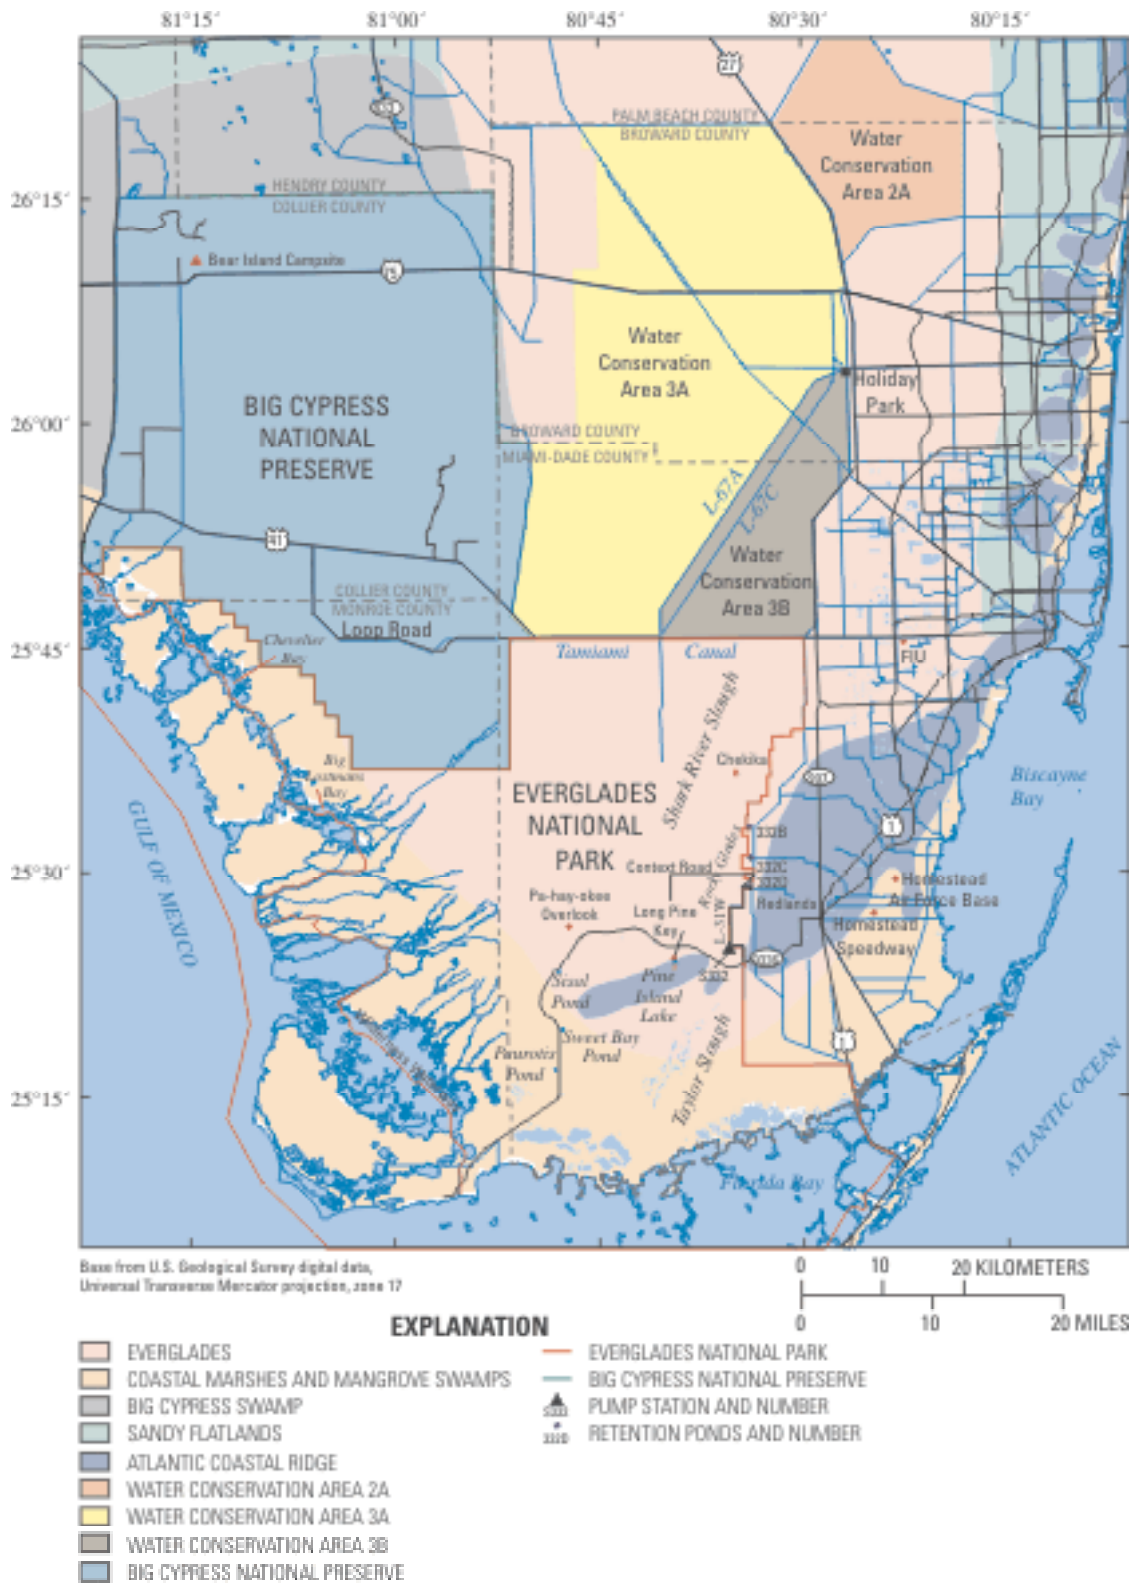 81°15´ 81°00´ 80°45´ 80°30´ 80°15´
27
PALM BEACH COUNTY
BROWARD COUNTY
Water
Conservation
Area 2A
26°15´
HENDRY COUNTY
COLLIER COUNTY
Bear Island Campsite
75
Water
Conservation
Area 3A
Holiday
Park
BIG CYPRESS
NATIONAL
PRESERVE
26°00´
BROWARD COUNTY
MIAMI-DADE COUNTY
L-67A
L-67C
41
Water
Conservation
Area 3B
COLLIER COUNTY
MONROE COUNTY
Loop Road
25°45´
Chevelier
Bay
Tamiami Canal
FIU
Shark River Slough
Chekika
Big
Lostmans
Bay
Biscayne
Bay
EVERGLADES
NATIONAL
PARK
GULF OF MEXICO
997
1
332B
25°30´
Context Road
332C
332D
Rocky Glades
Homestead
Air Force Base
Pa-hay-okee
Overlook
Long Pine
Key
L-31W
Redlands
Homestead
Speedway
S332
Sisal
Pond
Pine
Island
Lake
Sweet Bay
Pond
Paurotis
Pond
Taylor Slough
1
25°15´
ATLANTIC OCEAN
Florida Bay
Base from U.S. Geological Survey digital data,
Universal Transverse Mercator projection, zone 17
0 10 20 KILOMETERS
0 10 20 MILES
EXPLANATION
EVERGLADES
COASTAL MARSHES AND MANGROVE SWAMPS
BIG CYPRESS SWAMP
SANDY FLATLANDS
ATLANTIC COASTAL RIDGE
WATER CONSERVATION AREA 2A
WATER CONSERVATION AREA 3A
WATER CONSERVATION AREA 3B
BIG CYPRESS NATIONAL PRESERVE
EVERGLADES NATIONAL PARK
BIG CYPRESS NATIONAL PRESERVE
PUMP STATION AND NUMBER
332D
RETENTION PONDS AND NUMBER